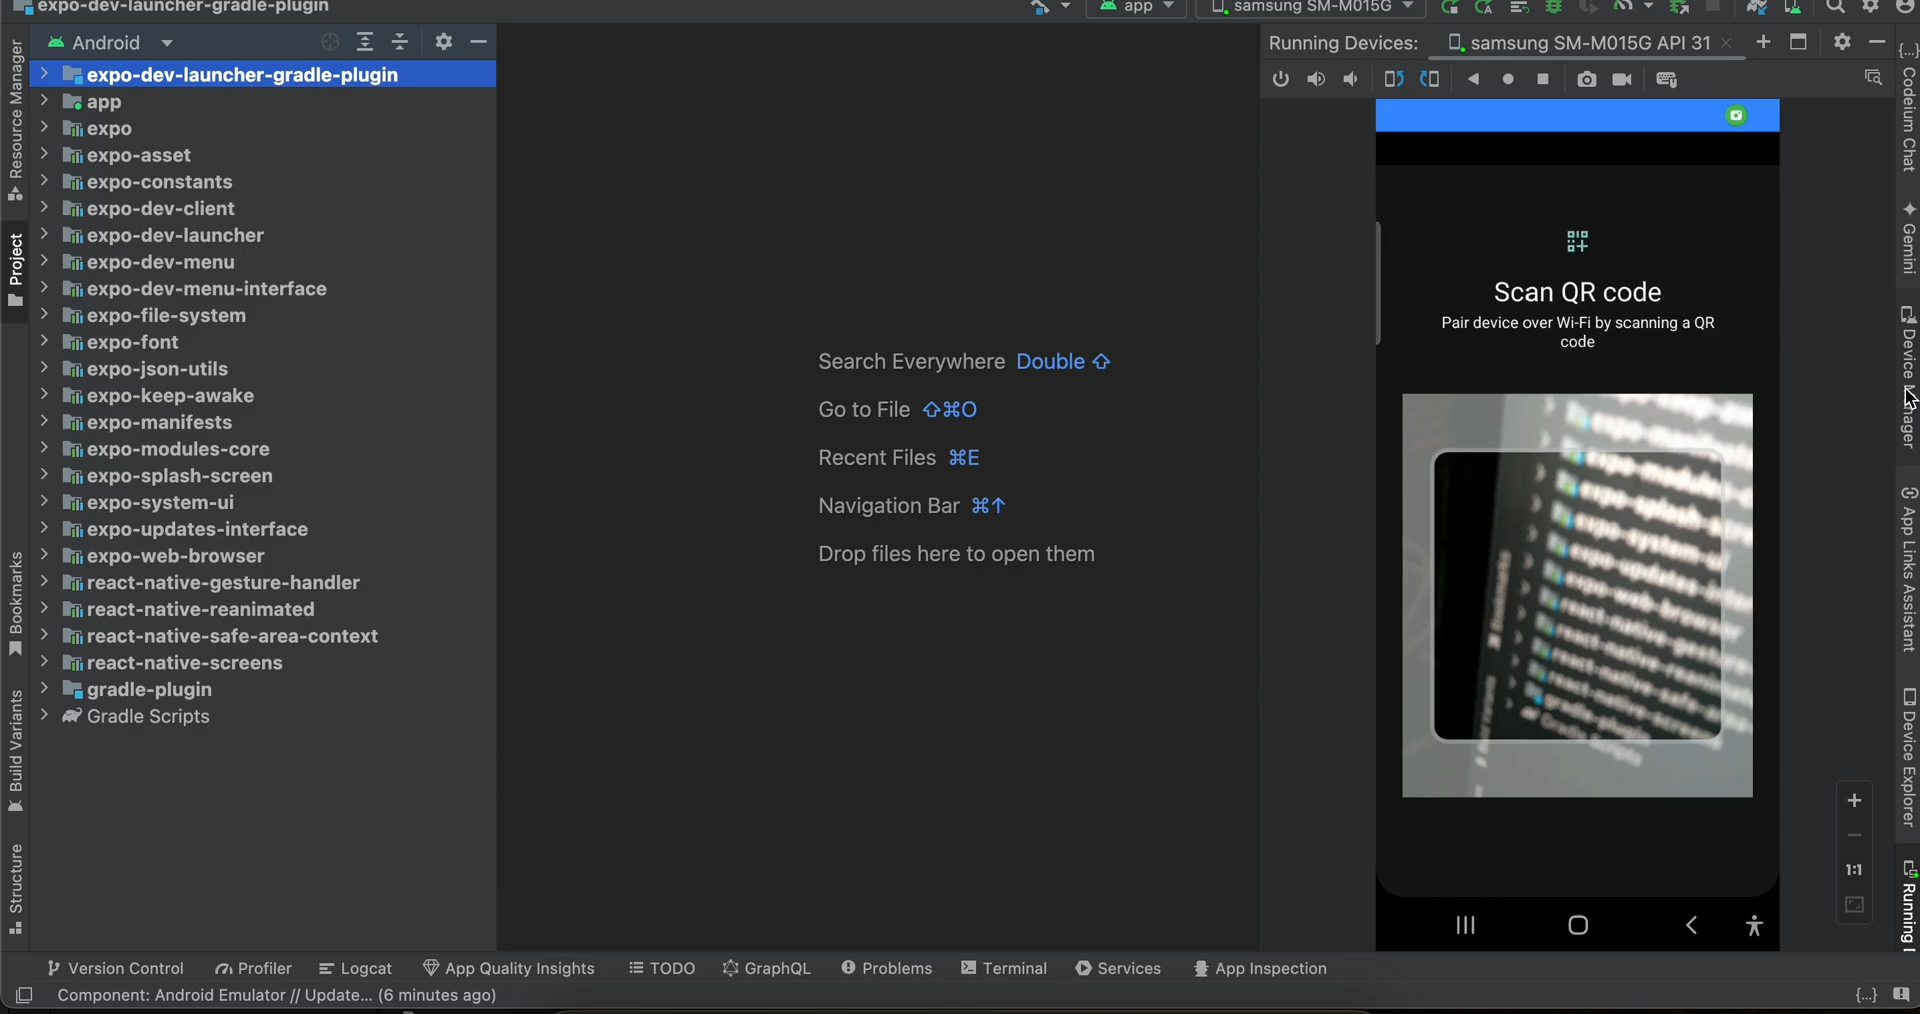 expo-dev-launcher-gradle-plugin
app
samsung SM-M015G
Android
Running Devices:
samsung SM-M015G API 31
Resource Manager
Project
Bookmarks
Build Variants
Structure
expo-dev-launcher-gradle-plugin
app
expo
expo-asset
expo-constants
expo-dev-client
expo-dev-launcher
expo-dev-menu
expo-dev-menu-interface
expo-file-system
expo-font
expo-json-utils
expo-keep-awake
expo-manifests
expo-modules-core
expo-splash-screen
expo-system-ui
expo-updates-interface
expo-web-browser
react-native-gesture-handler
react-native-reanimated
react-native-safe-area-context
react-native-screens
gradle-plugin
Gradle Scripts
Search Everywhere Double ⇧
Go to File ⇧⌘O
Recent Files ⌘E
Navigation Bar ⌘↑
Drop files here to open them
Scan QR code
Pair device over Wi-Fi by scanning a QR
code
1:1
{...}
Codeium Chat
Gemini
Device Manager
App Links Assistant
Device Explorer
Running
Version Control
Profiler
Logcat
App Quality Insights
TODO
GraphQL
Problems
Terminal
Services
App Inspection
Component: Android Emulator // Update... (6 minutes ago)
{...}